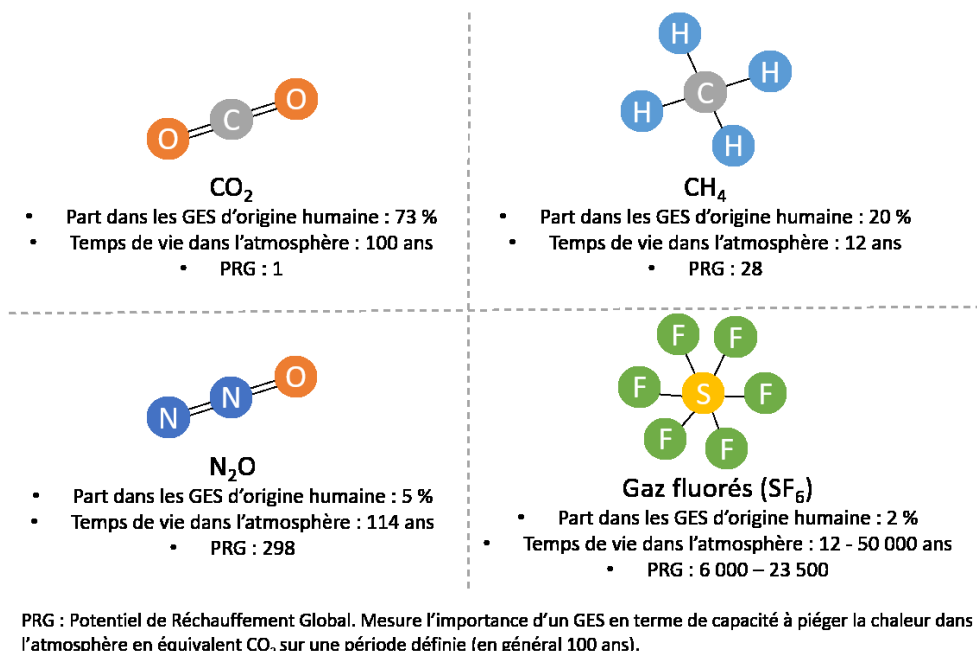 O
C
O
CO₂
• Part dans les GES d'origine humaine : 73 %
• Temps de vie dans l'atmosphère : 100 ans
• PRG : 1
H
H
C
H
H
CH₄
• Part dans les GES d'origine humaine : 20 %
• Temps de vie dans l'atmosphère : 12 ans
• PRG : 28
N
N
O
N₂O
• Part dans les GES d'origine humaine : 5 %
• Temps de vie dans l'atmosphère : 114 ans
• PRG : 298
F
F
F
S
F
F
F
Gaz fluorés (SF₆)
• Part dans les GES d'origine humaine : 2 %
• Temps de vie dans l'atmosphère : 12 - 50 000 ans
• PRG : 6 000 – 23 500
PRG : Potentiel de Réchauffement Global. Mesure l'importance d'un GES en terme de capacité à piéger la chaleur dans
l'atmosphère en équivalent CO₂ sur une période définie (en général 100 ans).